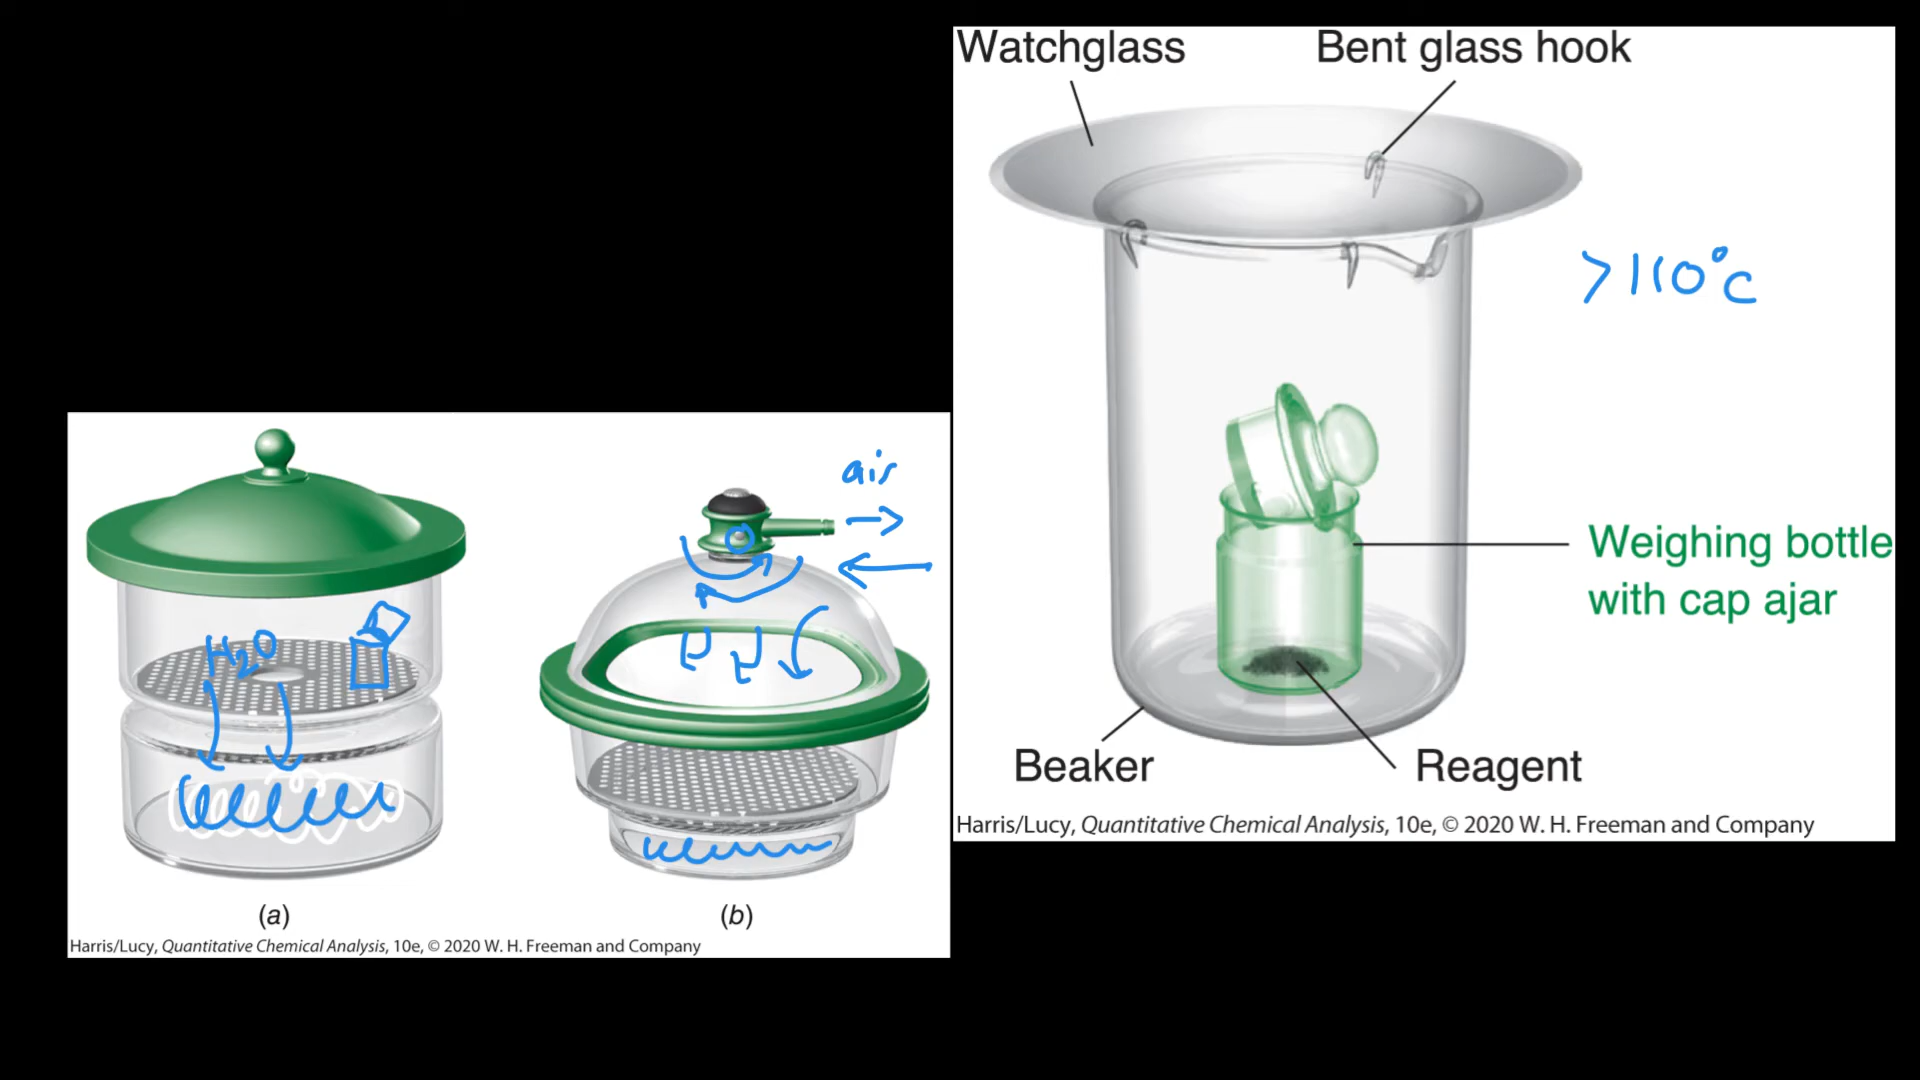 Watchglass
Bent glass hook
>110°C
Weighing bottle
with cap ajar
Beaker
Reagent
Harris/Lucy, Quantitative Chemical Analysis, 10e, © 2020 W. H. Freeman and Company
air
H₂O
(a)
(b)
Harris/Lucy, Quantitative Chemical Analysis, 10e, © 2020 W. H. Freeman and Company